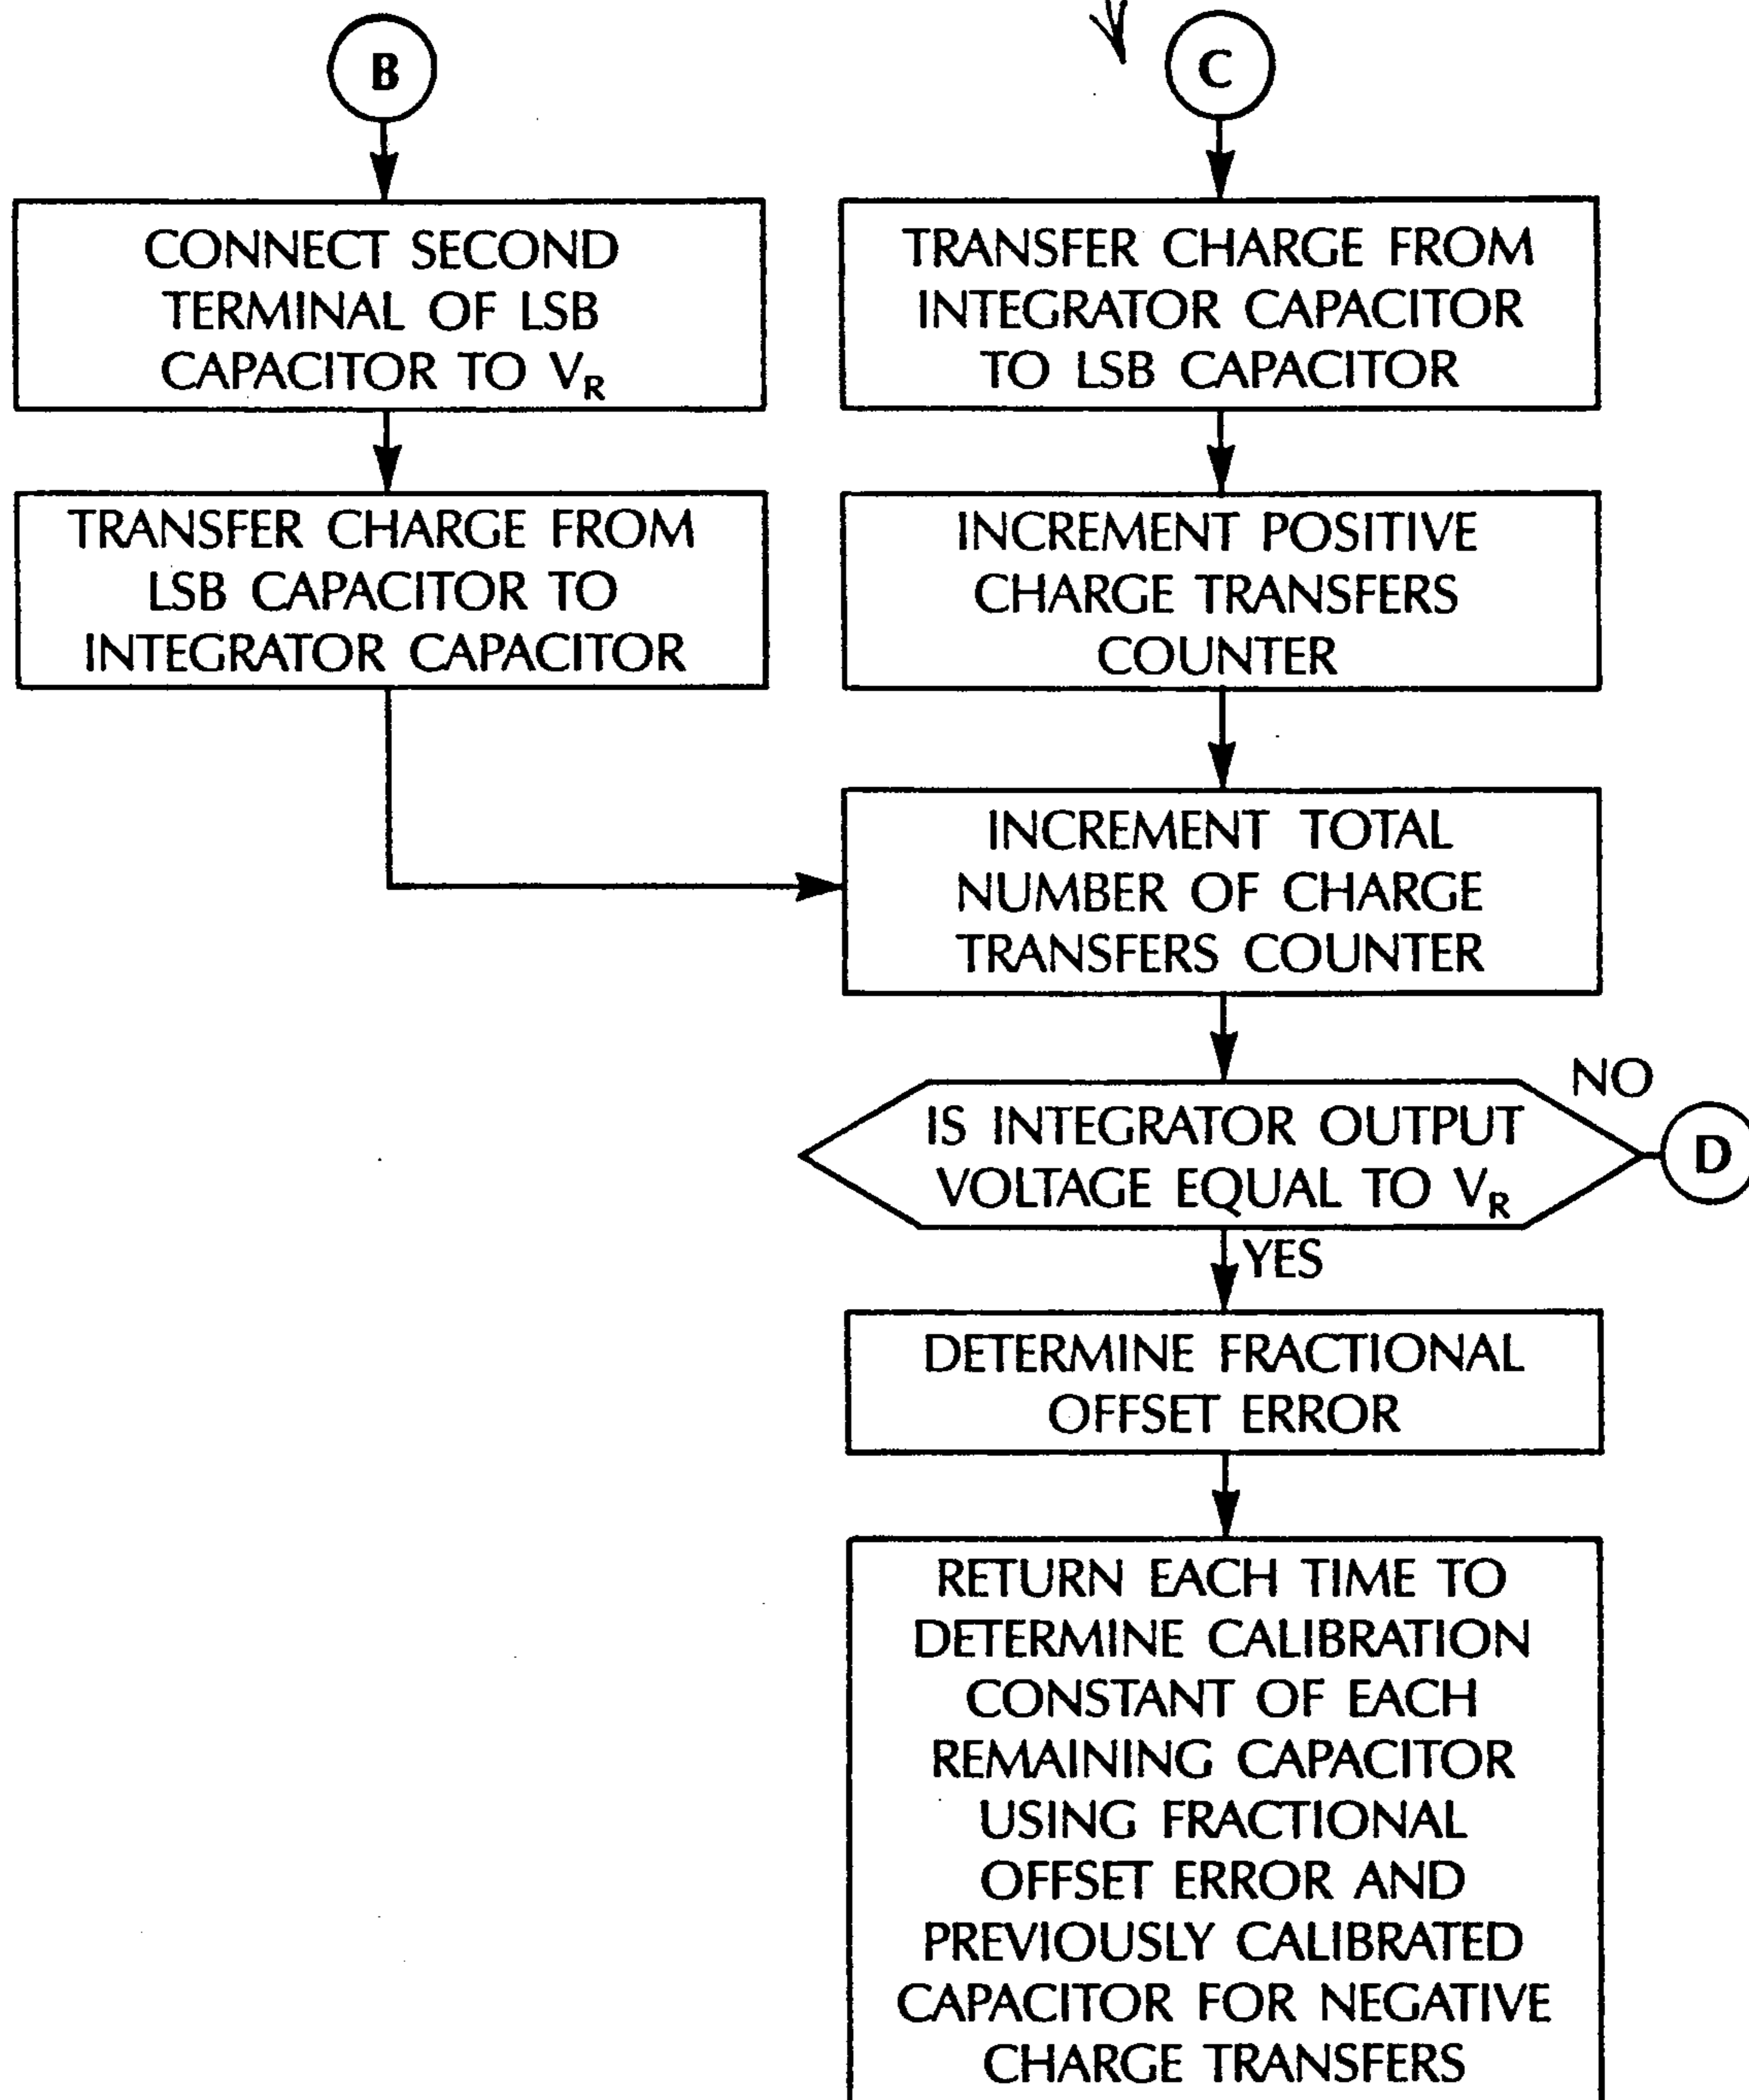 B
C
CONNECT SECOND
TERMINAL OF LSB
CAPACITOR TO VR
TRANSFER CHARGE FROM
LSB CAPACITOR TO
INTEGRATOR CAPACITOR
TRANSFER CHARGE FROM
INTEGRATOR CAPACITOR
TO LSB CAPACITOR
INCREMENT POSITIVE
CHARGE TRANSFERS
COUNTER
INCREMENT TOTAL
NUMBER OF CHARGE
TRANSFERS COUNTER
IS INTEGRATOR OUTPUT
VOLTAGE EQUAL TO VR
NO
D
YES
DETERMINE FRACTIONAL
OFFSET ERROR
RETURN EACH TIME TO
DETERMINE CALIBRATION
CONSTANT OF EACH
REMAINING CAPACITOR
USING FRACTIONAL
OFFSET ERROR AND
PREVIOUSLY CALIBRATED
CAPACITOR FOR NEGATIVE
CHARGE TRANSFERS